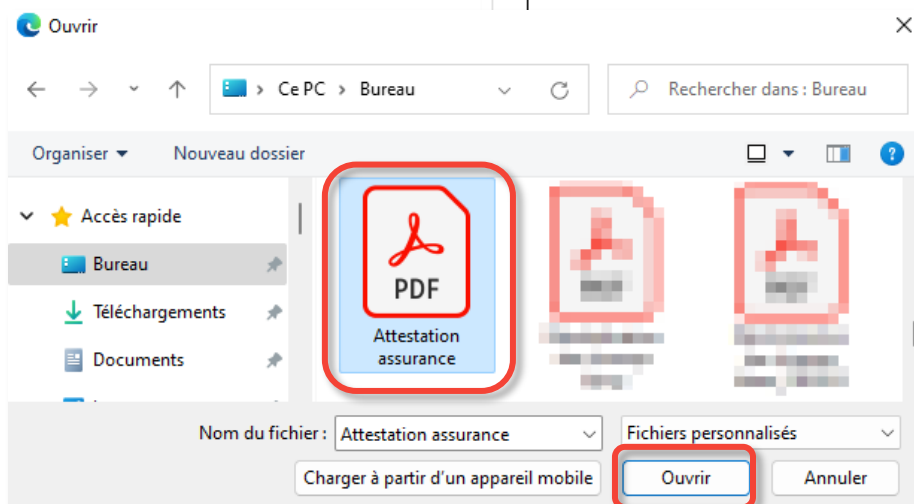 Ouvrir
Ce PC > Bureau
Rechercher dans : Bureau
Organiser
Nouveau dossier
?
Accès rapide
Bureau
Téléchargements
Documents
PDF
Attestation
assurance
Nom du fichier : Attestation assurance
Fichiers personnalisés
Charger à partir d'un appareil mobile
Ouvrir
Annuler